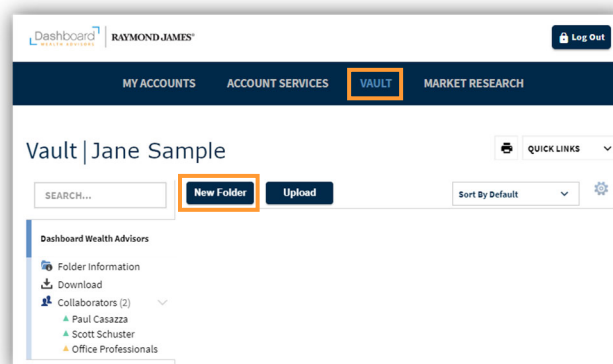 Dashboard
WEALTH ADVISORS
RAYMOND JAMES®
Log Out
MY ACCOUNTS ACCOUNT SERVICES VAULT MARKET RESEARCH
Vault | Jane Sample
QUICK LINKS
SEARCH...
New Folder
Upload
Sort By Default
Dashboard Wealth Advisors
Folder Information
Download
Collaborators (2)
Paul Casazza
Scott Schuster
Office Professionals